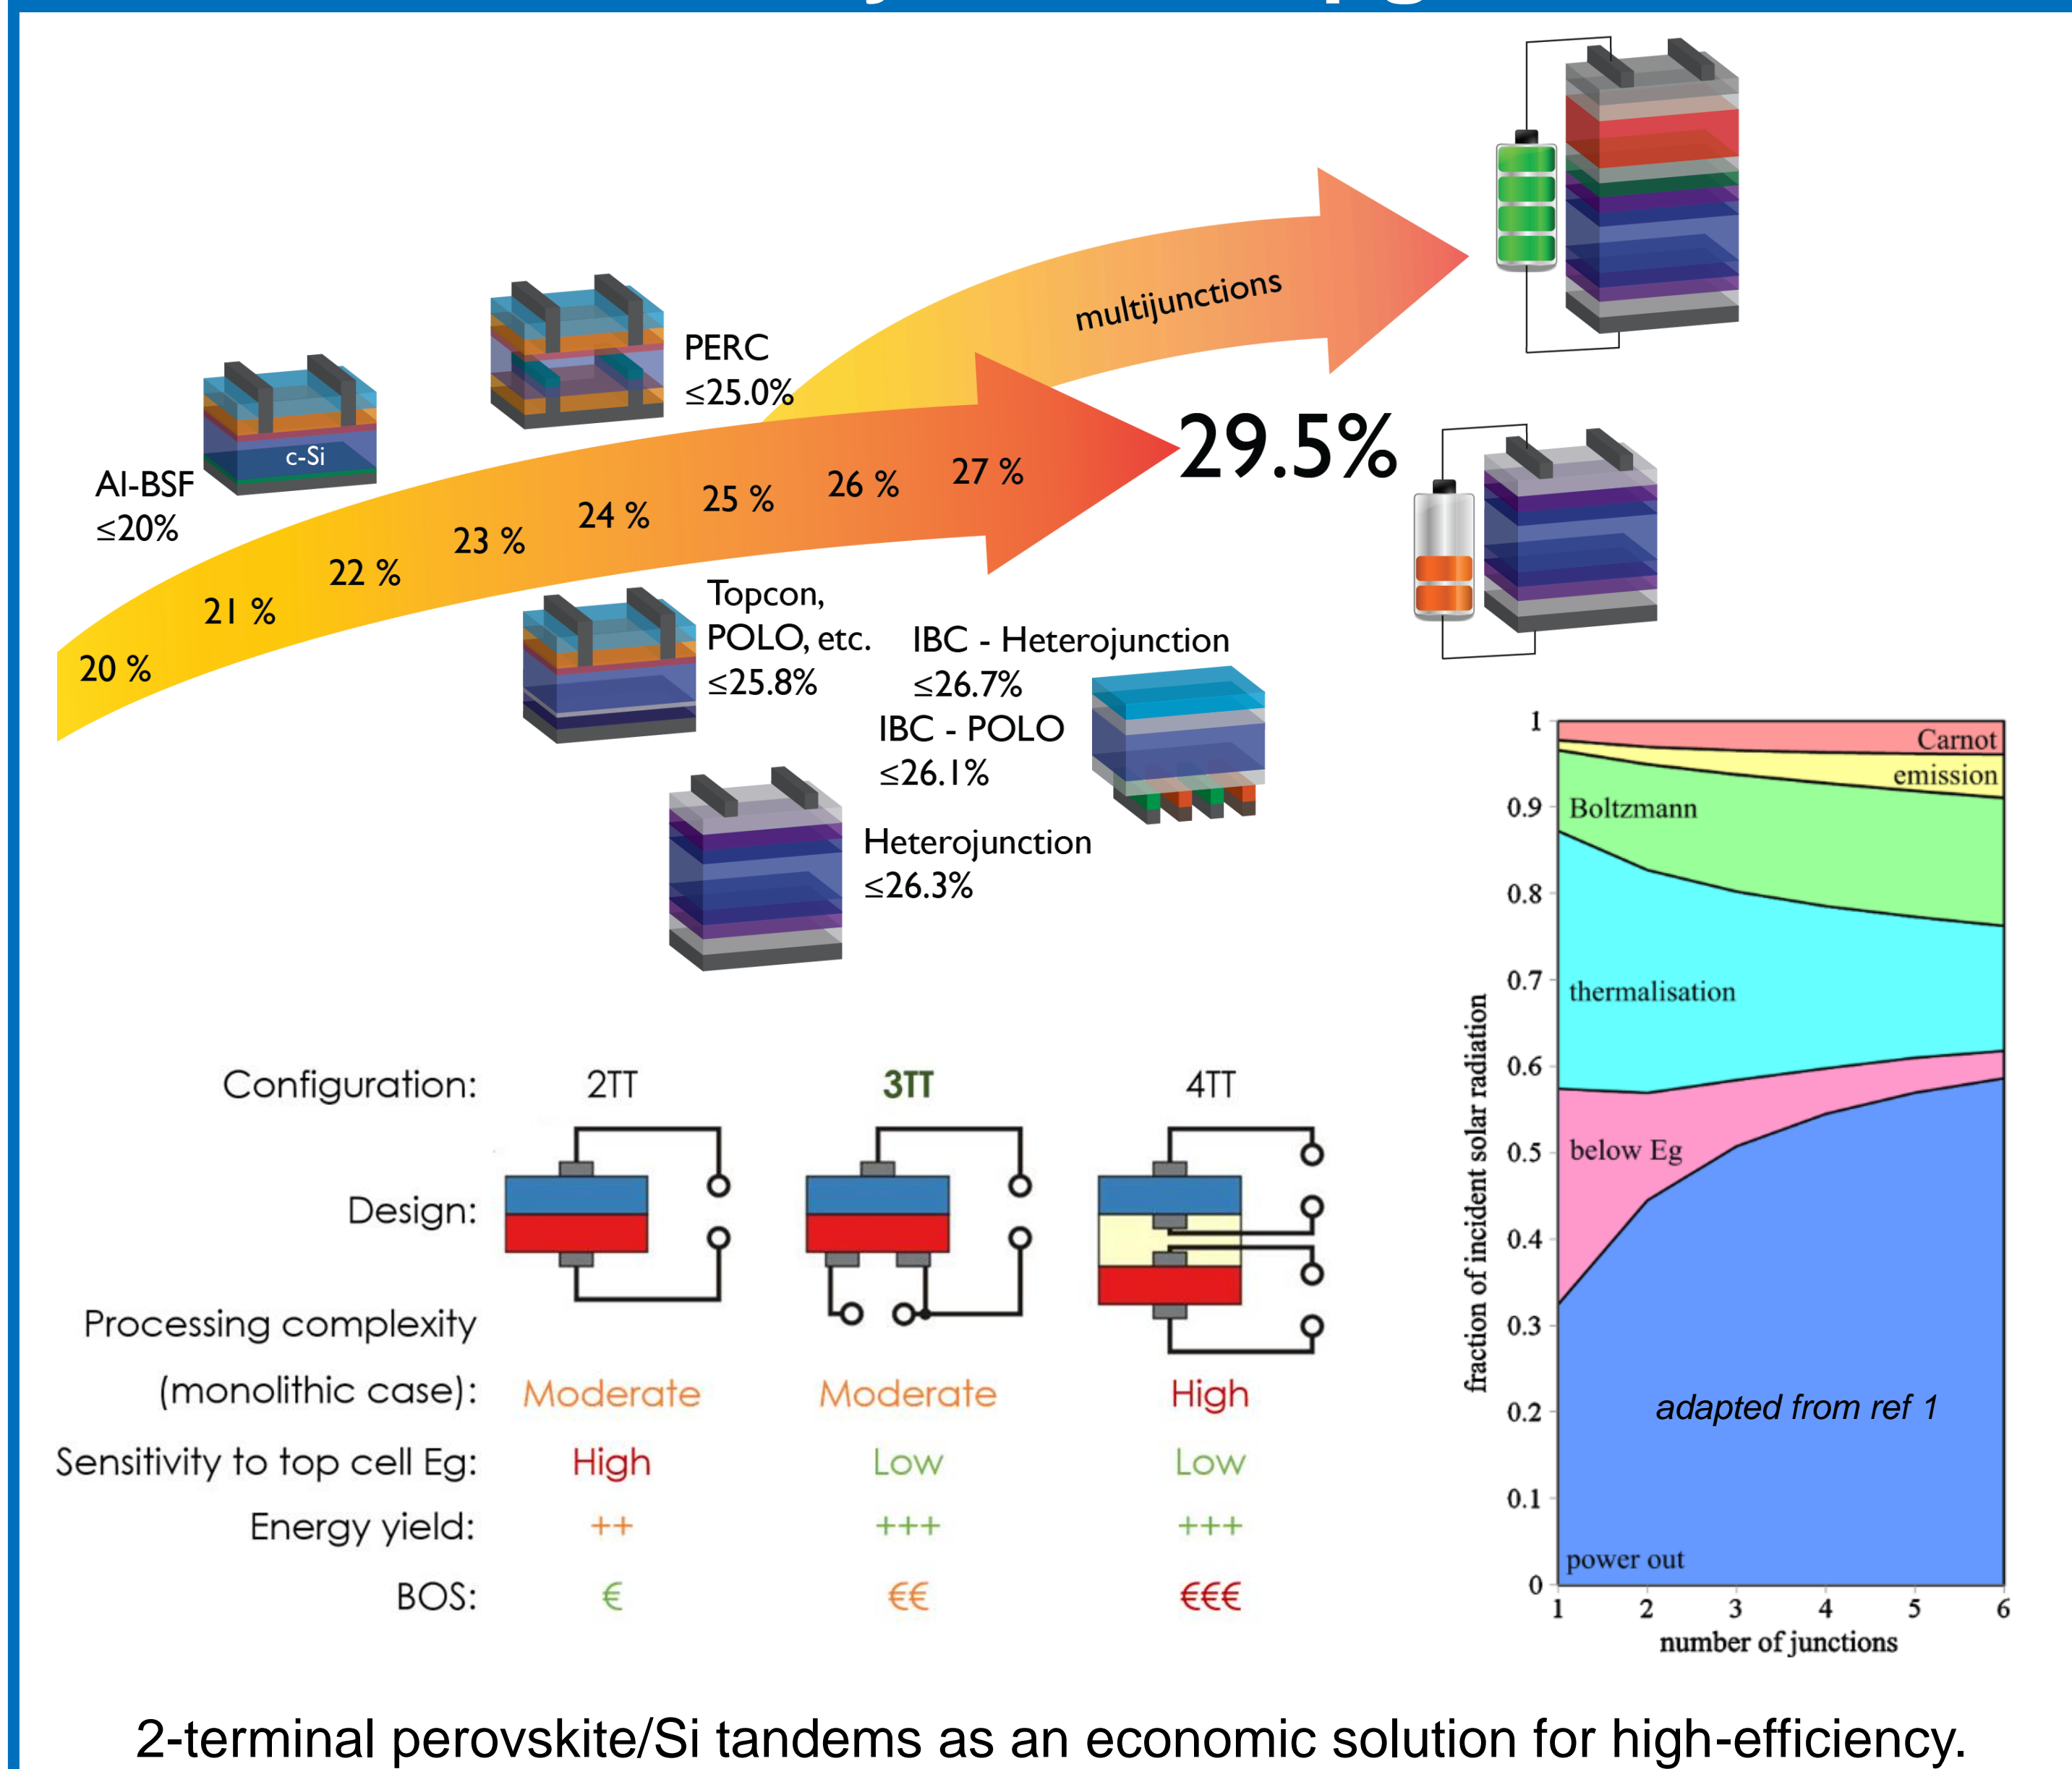 multijunctions
PERC
≤25.0%
c-Si
Al-BSF
≤20%
29.5%
20 %
21 %
22 %
23 %
24 %
25 %
26 %
27 %
Topcon,
POLO, etc.
≤25.8%
IBC - Heterojunction
≤26.7%
IBC - POLO
≤26.1%
Heterojunction
≤26.3%
Configuration: 2TT 3TT 4TT
Design:
Processing complexity
(monolithic case): Moderate Moderate High
Sensitivity to top cell Eg: High Low Low
Energy yield: ++ +++ +++
BOS: € €€ €€€
fraction of incident solar radiation
1
0.9
0.8
0.7
0.6
0.5
0.4
0.3
0.2
0.1
0
Carnot
emission
Boltzmann
thermalisation
below Eg
adapted from ref 1
power out
1 2 3 4 5 6
number of junctions
2-terminal perovskite/Si tandems as an economic solution for high-efficiency.